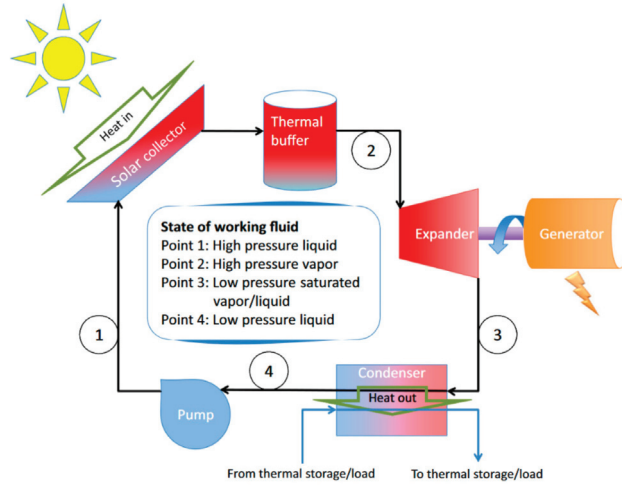 Heat in
Solar collector
Thermal
buffer
2
State of working fluid
Point 1: High pressure liquid
Point 2: High pressure vapor
Point 3: Low pressure saturated
vapor/liquid
Point 4: Low pressure liquid
Expander
Generator
1
3
4
Condenser
Heat out
Pump
From thermal storage/load
To thermal storage/load